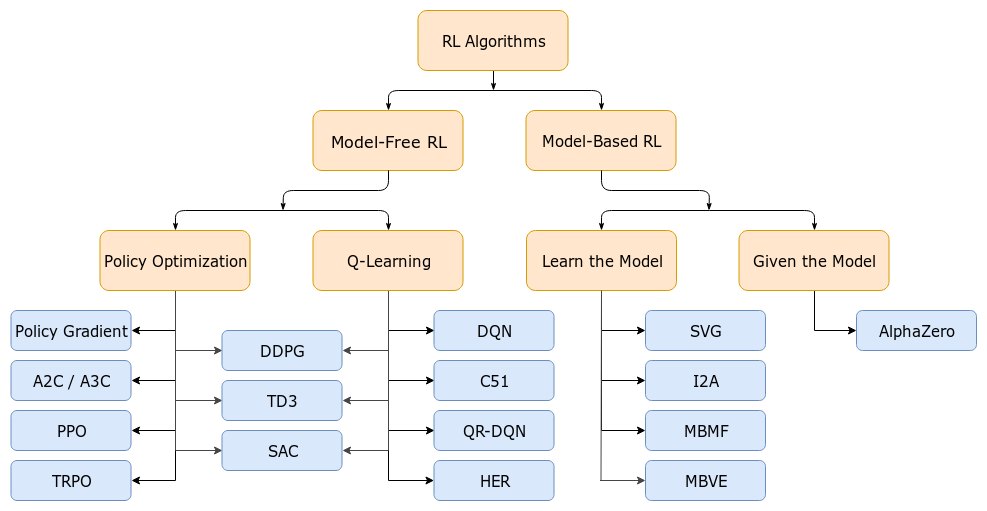 RL Algorithms
Model-Free RL
Model-Based RL
Policy Optimization
Q-Learning
Learn the Model
Given the Model
Policy Gradient
A2C / A3C
PPO
TRPO
DDPG
TD3
SAC
DQN
C51
QR-DQN
HER
SVG
I2A
MBMF
MBVE
AlphaZero